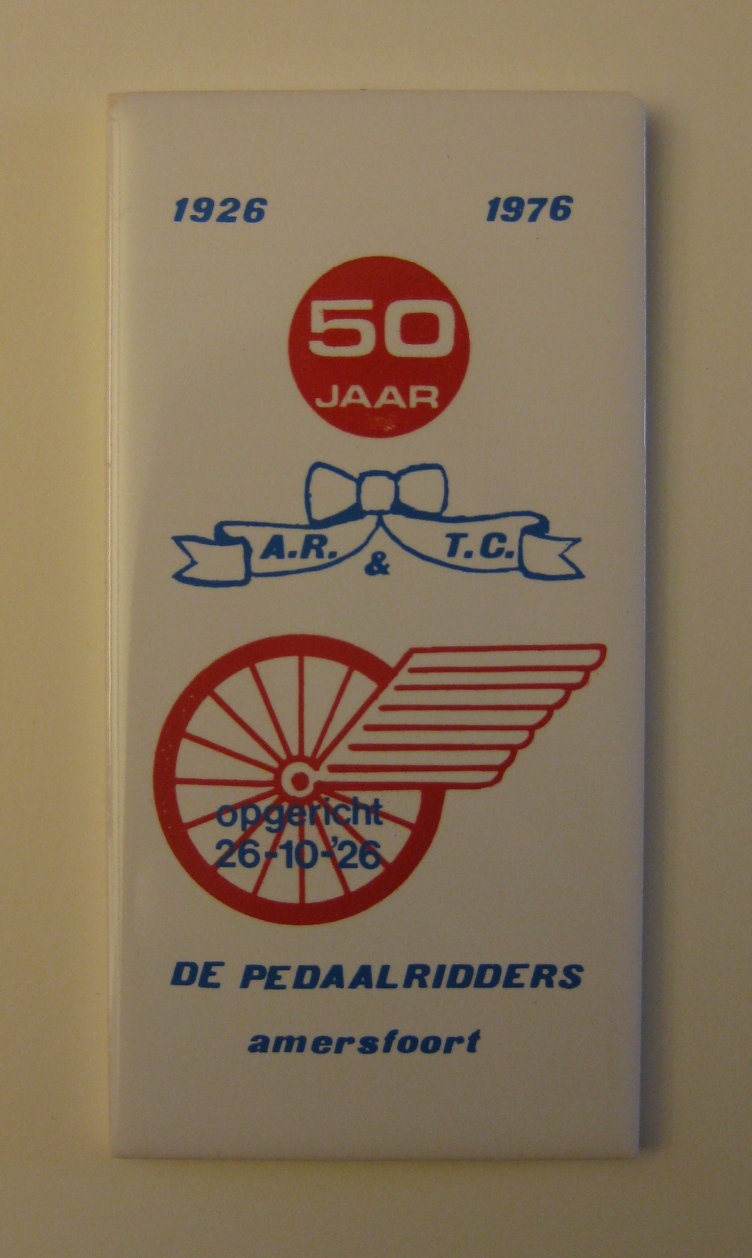 1926 1976
50
JAAR
A.R. & T.C.
opgericht
26-10-'26
DE PEDAALRIDDERS
amersfoort